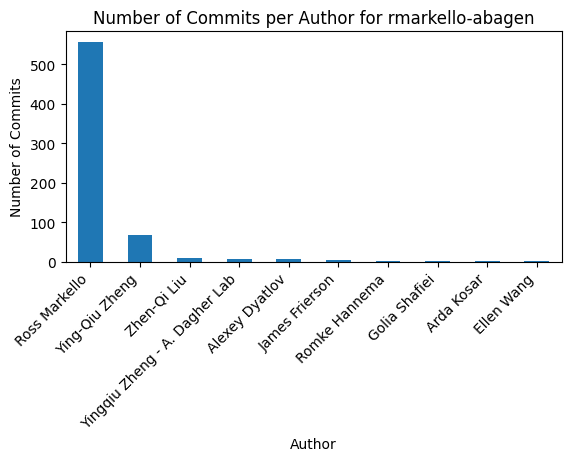 Number of Commits per Author for rmarkello-abagen
Number of Commits
500
400
300
200
100
0
Ross Markello
Ying-Qiu Zheng
Zhen-Qi Liu
Yingqiu Zheng - A. Dagher Lab
Alexey Dyatlov
James Frierson
Romke Hannema
Golia Shafiei
Arda Kosar
Ellen Wang
Author